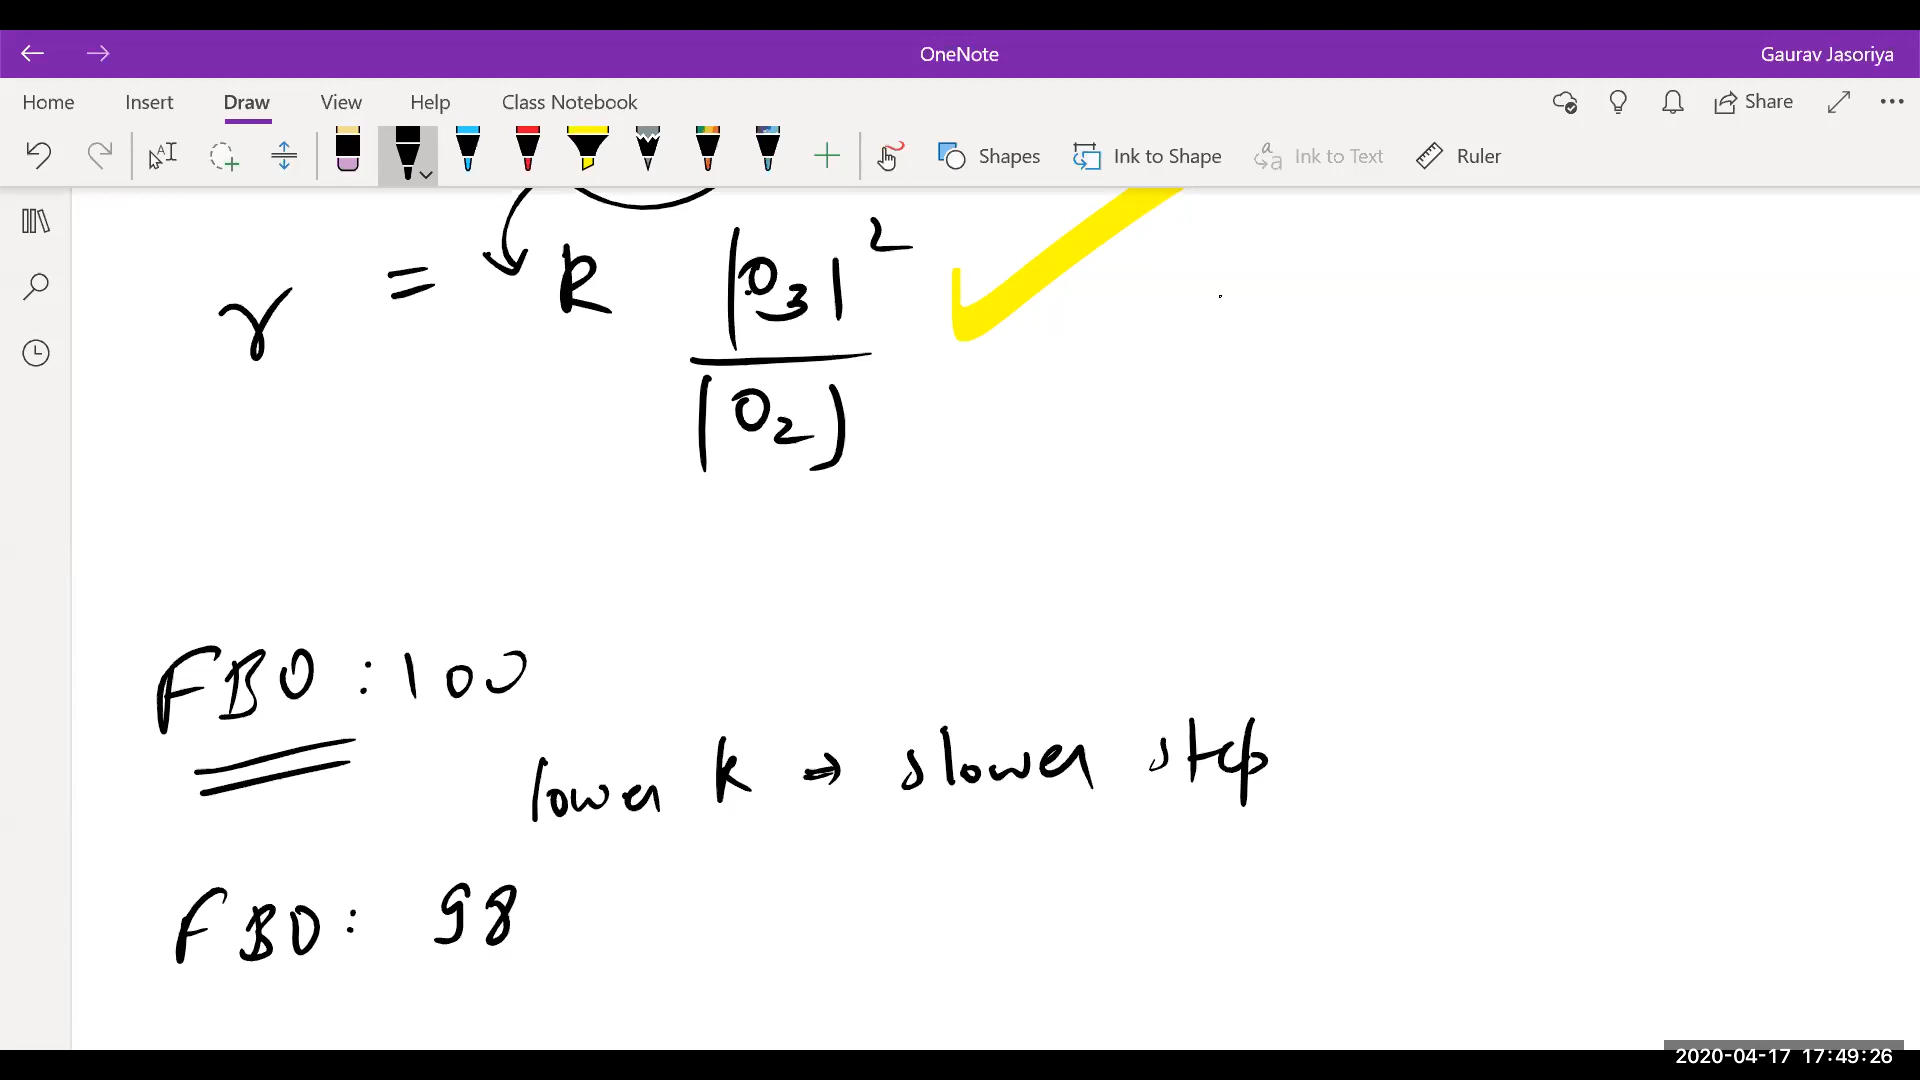 OneNote
Gaurav Jasoriya
Home Insert Draw View Help Class Notebook Share
Shapes Ink to Shape Ink to Text Ruler
r = k |O3|²
|O2)
FBO : 100
lower k → slower step
FBO : 98
2020-04-17 17:49:26